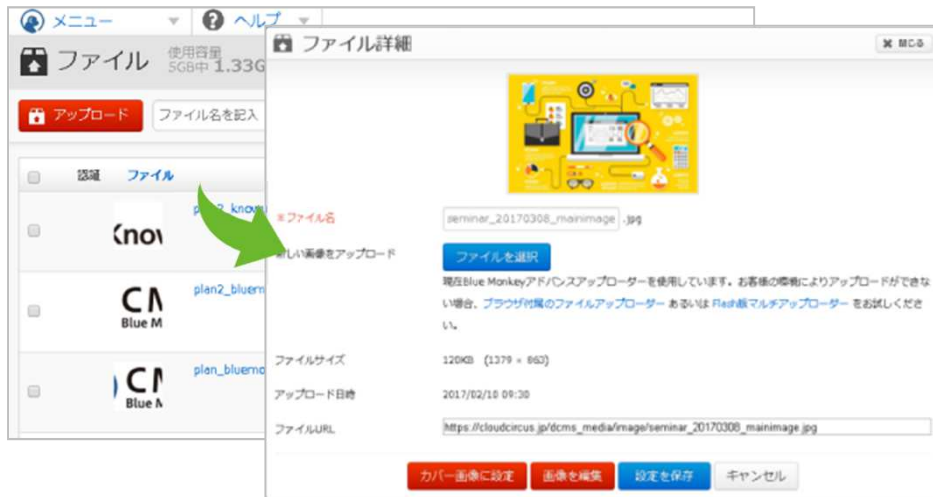 メニュー
ヘルプ
ファイル
使用容量
5GB中 1.33G
アップロード
ファイル名を記入
認証
ファイル
Know
CM
Blue M
plan2_bluem
CM
Blue M
plan_bluemo
ファイル詳細
閉じる
※ファイル名
seminar_20170308_mainimage .jpg
新しい画像をアップロード
ファイルを選択
現在Blue Monkeyアドバンスアップローダーを使用しています。お客様の環境によりアップロードができな
い場合、ブラウザ付属のファイルアップローダー あるいは Flash版マルチアップローダー をお試しくださ
い。
ファイルサイズ
120KB (1379 × 863)
アップロード日時
2017/02/10 09:30
ファイルURL
https://cloudcircus.jp/dcms_media/image/seminar_20170308_mainimage.jpg
カバー画像に設定
画像を編集
設定を保存
キャンセル